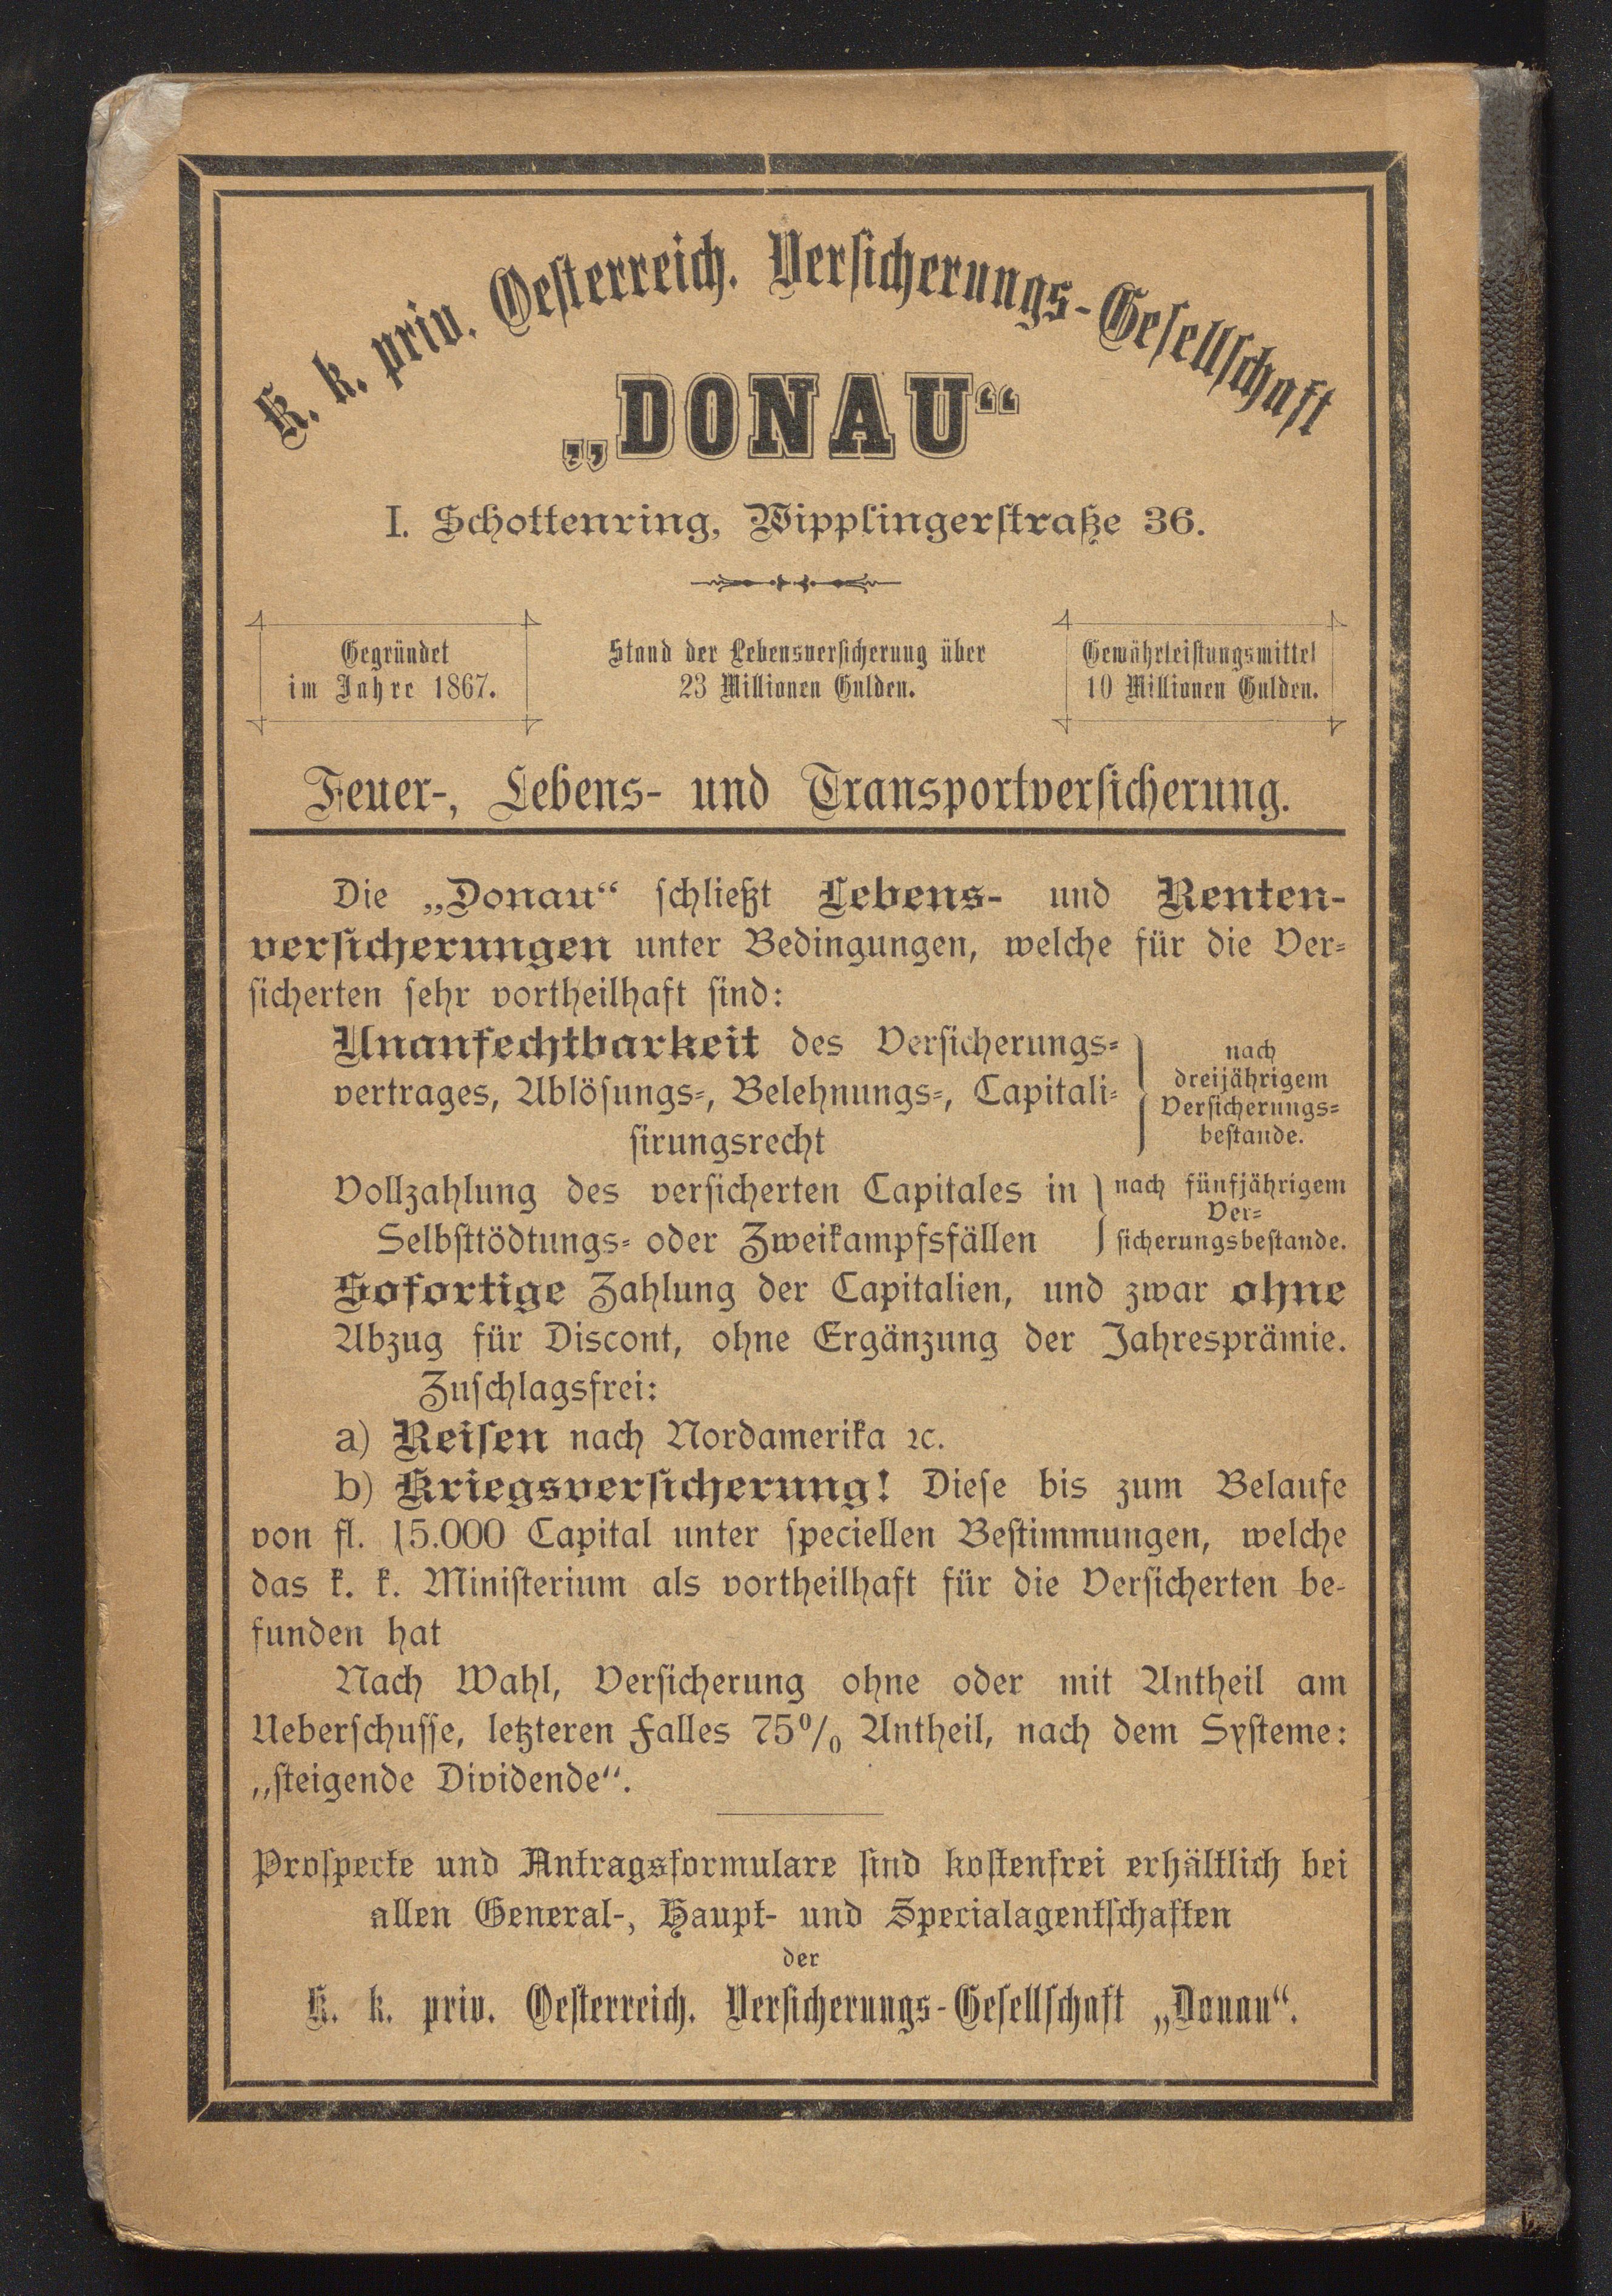 K. k. priv. Oesterreich. Versicherungs-Gesellschaft
„DONAU“
I. Schottenring, Wipplingerstraße 36.
Gegründet
im Jahre 1867.
Stand der Lebensversicherung über
23 Millionen Gulden.
Gewährleistungsmittel
10 Millionen Gulden.
Feuer-, Lebens- und Transportversicherung.
Die „Donau“ schließt Lebens- und Renten-
versicherungen unter Bedingungen, welche für die Ver-
sicherten sehr vortheilhaft sind:
Unanfechtbarkeit des Versicherungs-
vertrages, Ablösungs-, Belehnungs-, Capitali-
sirungsrecht
nach
dreijährigem
Versicherungs-
bestande.
Vollzahlung des versicherten Capitales in
Selbsttödtungs- oder Zweikampfsfällen
nach fünfjährigem
Ver-
sicherungsbestande.
Sofortige Zahlung der Capitalien, und zwar ohne
Abzug für Discont, ohne Ergänzung der Jahresprämie.
Zuschlagsfrei:
a) Reisen nach Nordamerika ꝛc.
b) Kriegsversicherung! Diese bis zum Belaufe
von fl. 15.000 Capital unter speciellen Bestimmungen, welche
das k. k. Ministerium als vortheilhaft für die Versicherten be-
funden hat
Nach Wahl, Versicherung ohne oder mit Antheil am
Ueberschusse, letzteren Falles 75% Antheil, nach dem Systeme:
„steigende Dividende“.
Prospecte und Antragsformulare sind kostenfrei erhältlich bei
allen General-, Haupt- und Specialagentschaften
der
K. k. priv. Oesterreich. Versicherungs-Gesellschaft „Donau“.